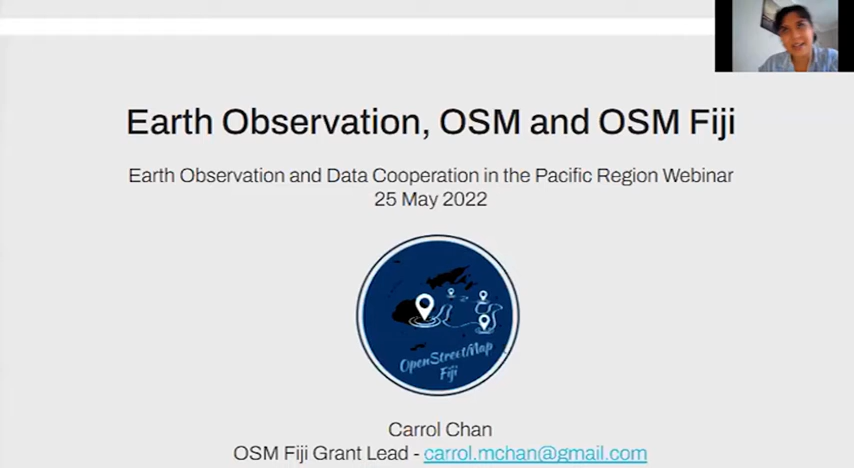 Earth Observation, OSM and OSM Fiji
Earth Observation and Data Cooperation in the Pacific Region Webinar
25 May 2022
OpenStreetMap
Fiji
Carrol Chan
OSM Fiji Grant Lead - carrol.mchan@gmail.com